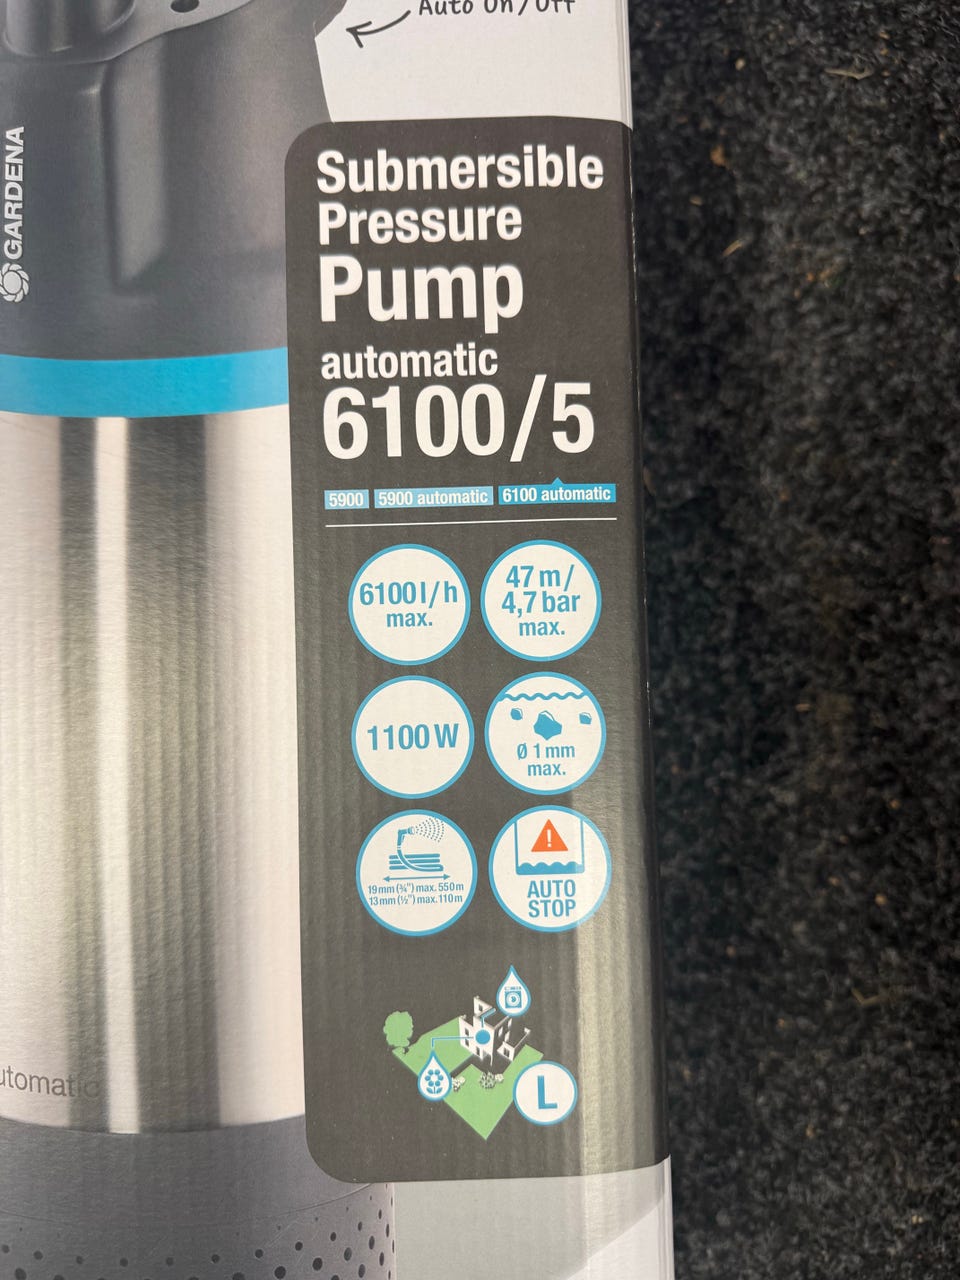 Auto On/Off
GARDENA
Submersible
Pressure
Pump
automatic
6100/5
5900 5900 automatic 6100 automatic
6100 l/h
max.
47 m/
4,7 bar
max.
1100 W
Ø 1 mm
max.
19 mm (¾") max. 550 m
13 mm (½") max. 110 m
!
AUTO
STOP
L
utomatic